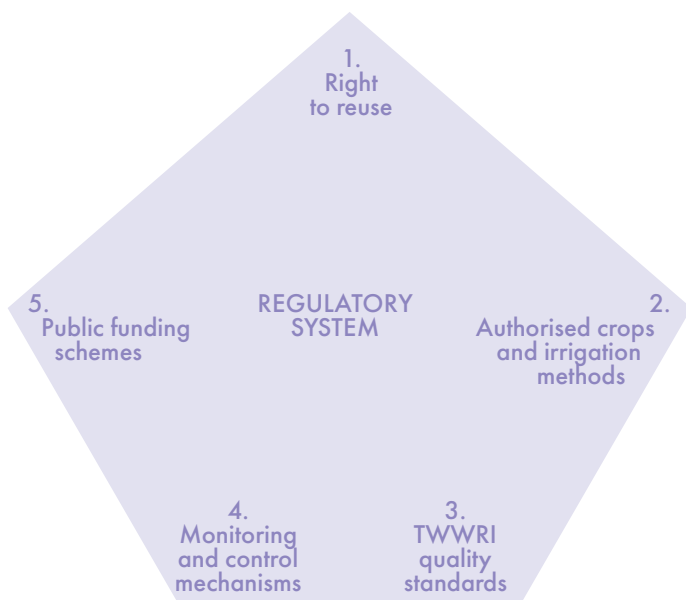 1.
Right
to reuse
REGULATORY
SYSTEM
2.
Authorised crops
and irrigation
methods
3.
TWWRI
quality
standards
4.
Monitoring
and control
mechanisms
5.
Public funding
schemes